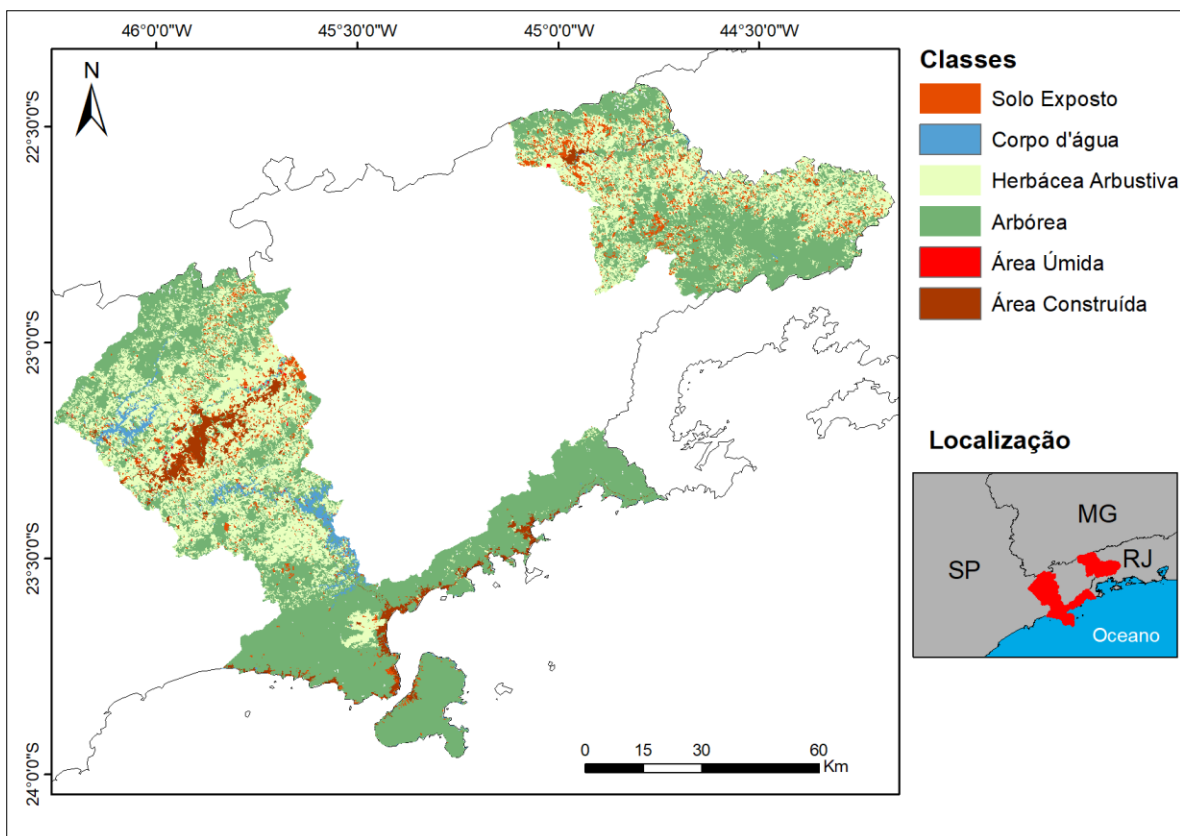 46°0'0"W
45°30'0"W
45°0'0"W
44°30'0"W
N
22°30'0"S
23°0'0"S
23°30'0"S
24°0'0"S
0 15 30 60
Km
Classes
Solo Exposto
Corpo d'água
Herbácea Arbustiva
Arbórea
Área Úmida
Área Construída
Localização
MG
SP
RJ
Oceano